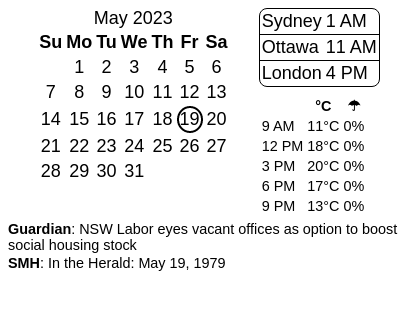 May 2023
Su Mo Tu We Th Fr Sa
1 2 3 4 5 6
7 8 9 10 11 12 13
14 15 16 17 18 19 20
21 22 23 24 25 26 27
28 29 30 31
Sydney 1 AM
Ottawa 11 AM
London 4 PM
°C ☂
9 AM 11°C 0%
12 PM 18°C 0%
3 PM 20°C 0%
6 PM 17°C 0%
9 PM 13°C 0%
Guardian: NSW Labor eyes vacant offices as option to boost
social housing stock
SMH: In the Herald: May 19, 1979